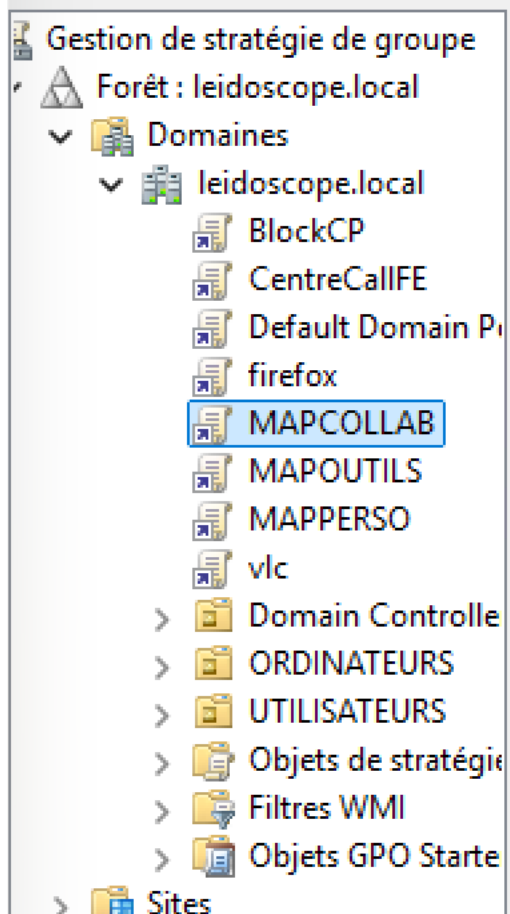 Gestion de stratégie de groupe
Forêt : leidoscope.local
Domaines
leidoscope.local
BlockCP
CentreCallFE
Default Domain P
firefox
MAPCOLLAB
MAPOUTILS
MAPPERSO
vlc
Domain Controlle
ORDINATEURS
UTILISATEURS
Objets de stratégie
Filtres WMI
Objets GPO Starte
Sites